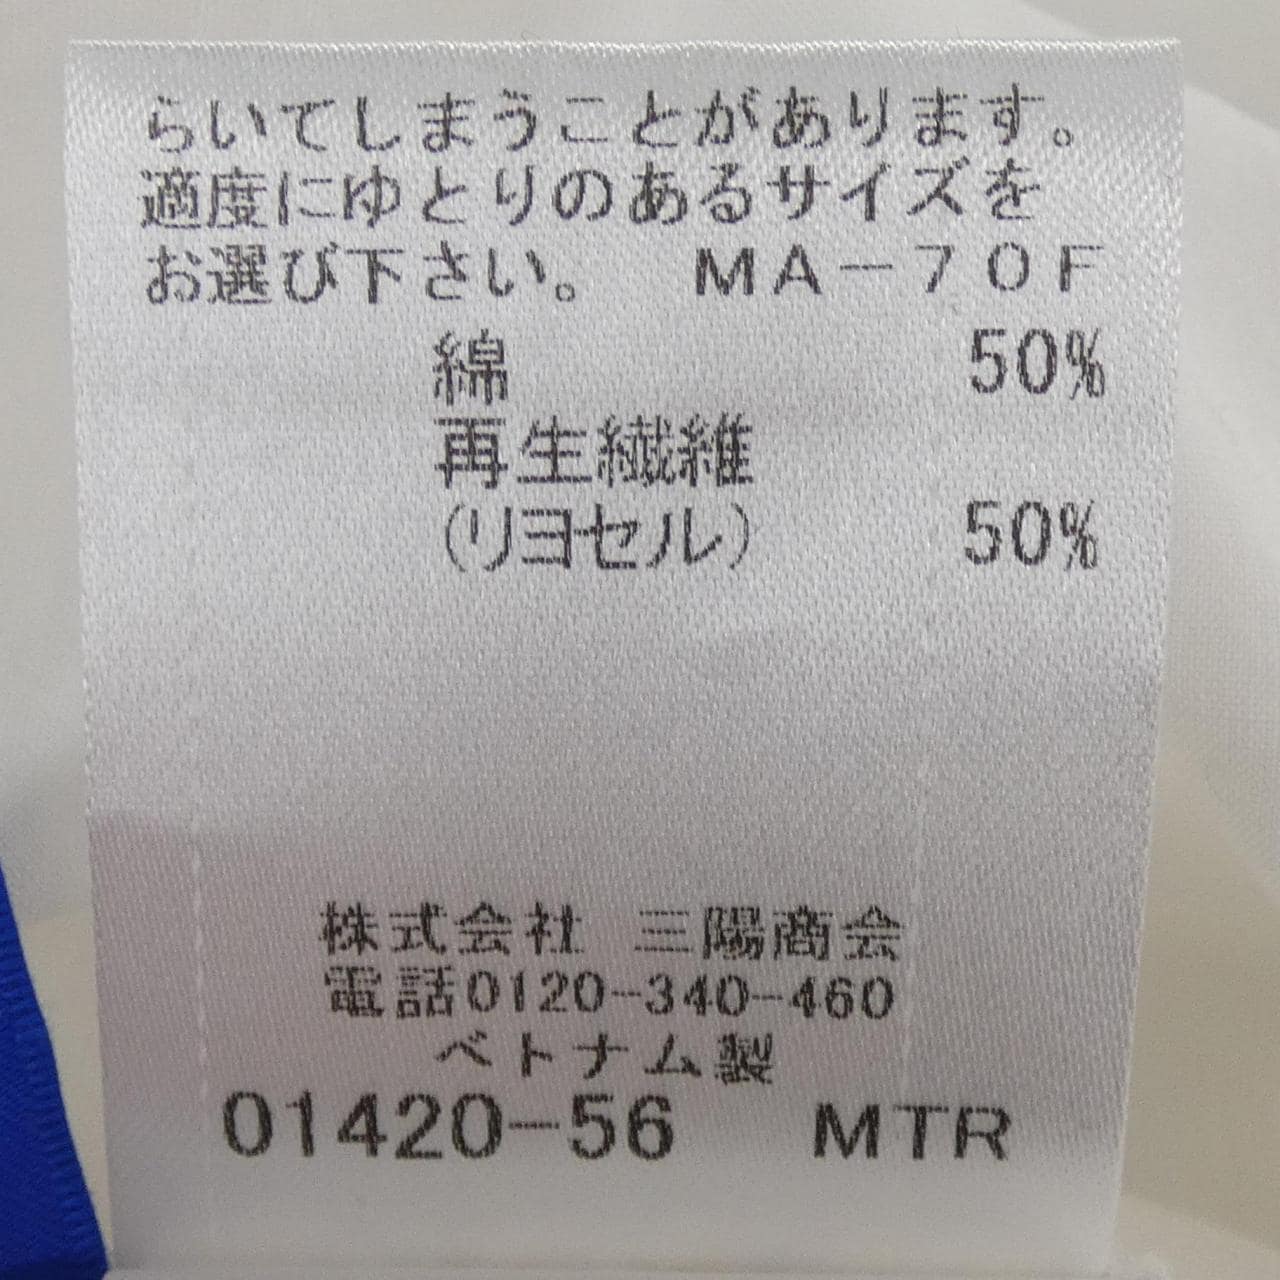 らいてしまうことがあります。
適度にゆとりのあるサイズを
お選び下さい。 MA-70F
綿 50%
再生繊維
(リヨセル) 50%
株式会社 三陽商会
電話0120-340-460
ベトナム製
01420-56 MTR